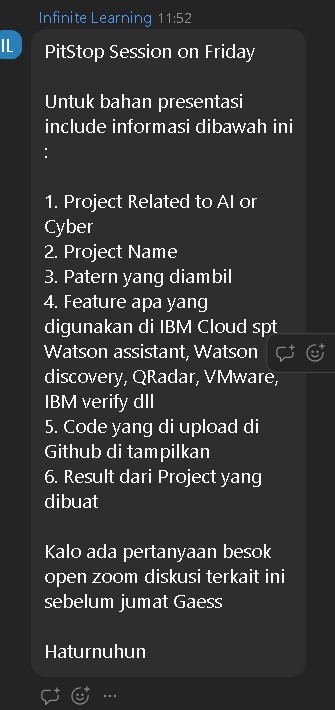 Infinite Learning 11:52
IL
PitStop Session on Friday
Untuk bahan presentasi
include informasi dibawah ini
:
1. Project Related to AI or
Cyber
2. Project Name
3. Patern yang diambil
4. Feature apa yang
digunakan di IBM Cloud spt
Watson assistant, Watson
discovery, QRadar, VMware,
IBM verify dll
5. Code yang di upload di
Github di tampilkan
6. Result dari Project yang
dibuat
Kalo ada pertanyaan besok
open zoom diskusi terkait ini
sebelum jumat Gaess
Haturnuhun